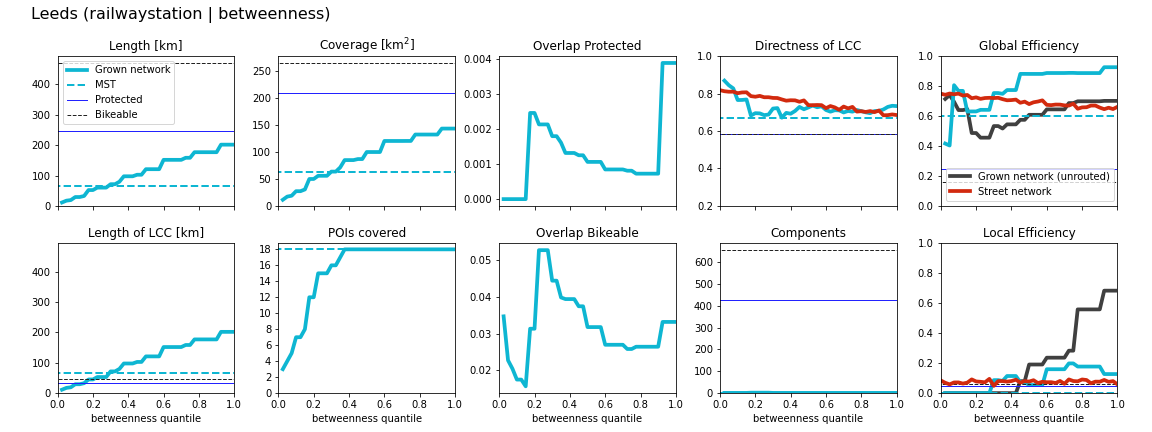 Leeds (railwaystation | betweenness)
Length [km]
Coverage [km²]
Overlap Protected
Directness of LCC
Global Efficiency
Grown network
MST
Protected
Bikeable
400
300
200
100
0
250
200
150
100
50
0
0.004
0.003
0.002
0.001
0.000
1.0
0.8
0.6
0.4
0.2
1.0
0.8
0.6
0.4
0.2
0.0
Grown network (unrouted)
Street network
Length of LCC [km]
POIs covered
Overlap Bikeable
Components
Local Efficiency
400
300
200
100
0
18
16
14
12
10
8
6
4
2
0
0.05
0.04
0.03
0.02
600
500
400
300
200
100
0
1.0
0.8
0.6
0.4
0.2
0.0
0.0 0.2 0.4 0.6 0.8 1.0
0.0 0.2 0.4 0.6 0.8 1.0
0.0 0.2 0.4 0.6 0.8 1.0
0.0 0.2 0.4 0.6 0.8 1.0
0.0 0.2 0.4 0.6 0.8 1.0
betweenness quantile
betweenness quantile
betweenness quantile
betweenness quantile
betweenness quantile